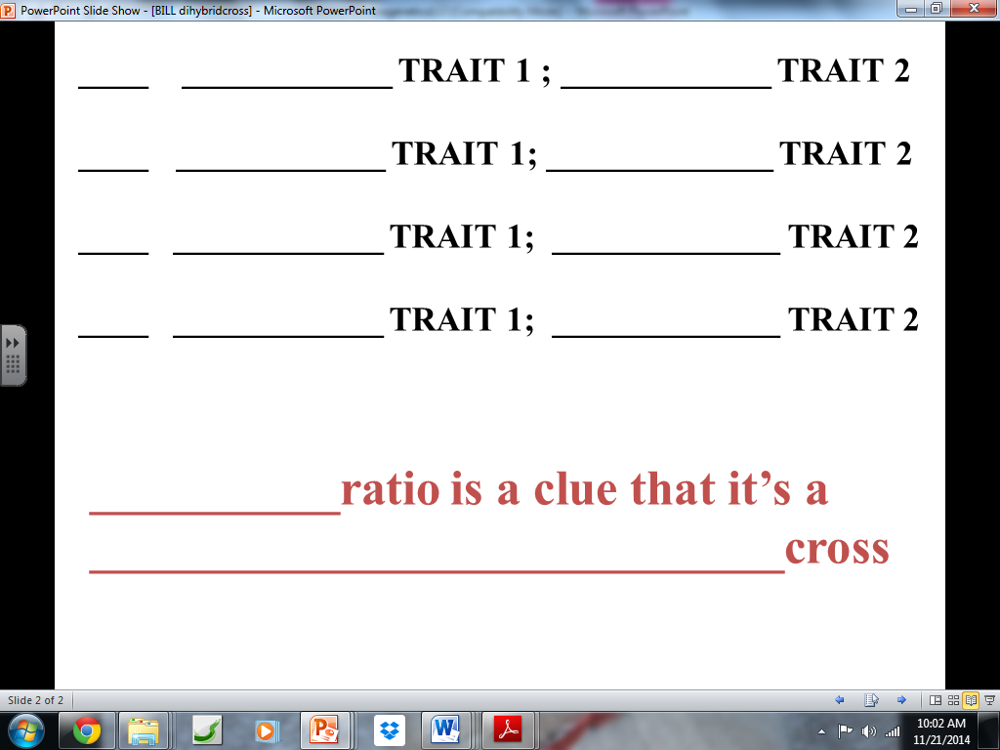 PowerPoint Slide Show - [BILL dihybridcross] - Microsoft PowerPoint
____ ____________ TRAIT 1 ; ____________ TRAIT 2
____ ____________ TRAIT 1; _____________ TRAIT 2
____ ____________ TRAIT 1; _____________ TRAIT 2
____ ____________ TRAIT 1; _____________ TRAIT 2
__________ratio is a clue that it’s a
____________________________cross
Slide 2 of 2
10:02 AM
11/21/2014